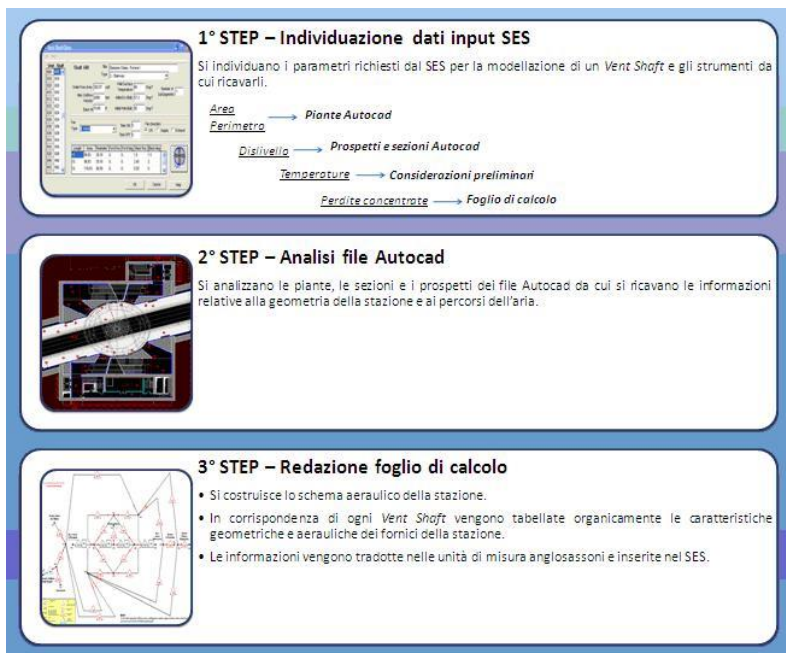 1° STEP – Individuazione dati input SES
Si individuano i parametri richiesti dal SES per la modellazione di un Vent Shaft e gli strumenti da
cui ricavarli.
Area
Perimetro → Piante Autocad
Dislivello → Prospetti e sezioni Autocad
Temperature → Considerazioni preliminari
Perdite concentrate → Foglio di calcolo
2° STEP – Analisi file Autocad
Si analizzano le piante, le sezioni e i prospetti dei file Autocad da cui si ricavano le informazioni
relative alla geometria della stazione e ai percorsi dell'aria.
3° STEP – Redazione foglio di calcolo
• Si costruisce lo schema aeraulico della stazione.
• In corrispondenza di ogni Vent Shaft vengono tabellate organicamente le caratteristiche
geometriche e aerauliche dei fornici della stazione.
• Le informazioni vengono tradotte nelle unità di misura anglosassoni e inserite nel SES.